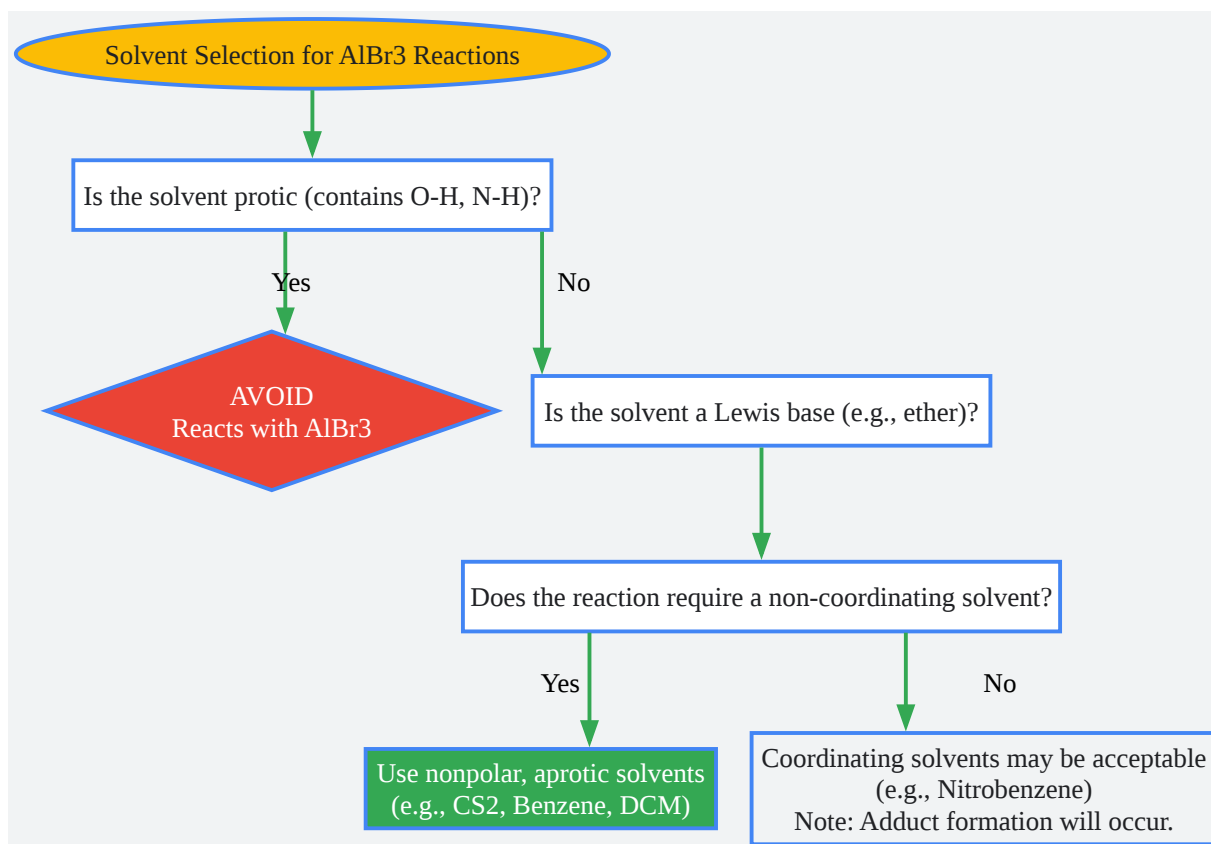 Solvent Selection for AlBr3 Reactions
Is the solvent protic (contains O-H, N-H)?
Yes
No
AVOID
Reacts with AlBr3
Is the solvent a Lewis base (e.g., ether)?
Does the reaction require a non-coordinating solvent?
Yes
No
Use nonpolar, aprotic solvents
(e.g., CS2, Benzene, DCM)
Coordinating solvents may be acceptable
(e.g., Nitrobenzene)
Note: Adduct formation will occur.